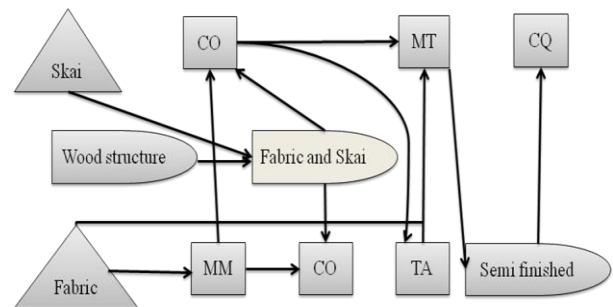 Skai
CO
MT
CQ
Wood structure
Fabric and Skai
Fabric
MM
CO
TA
Semi finished